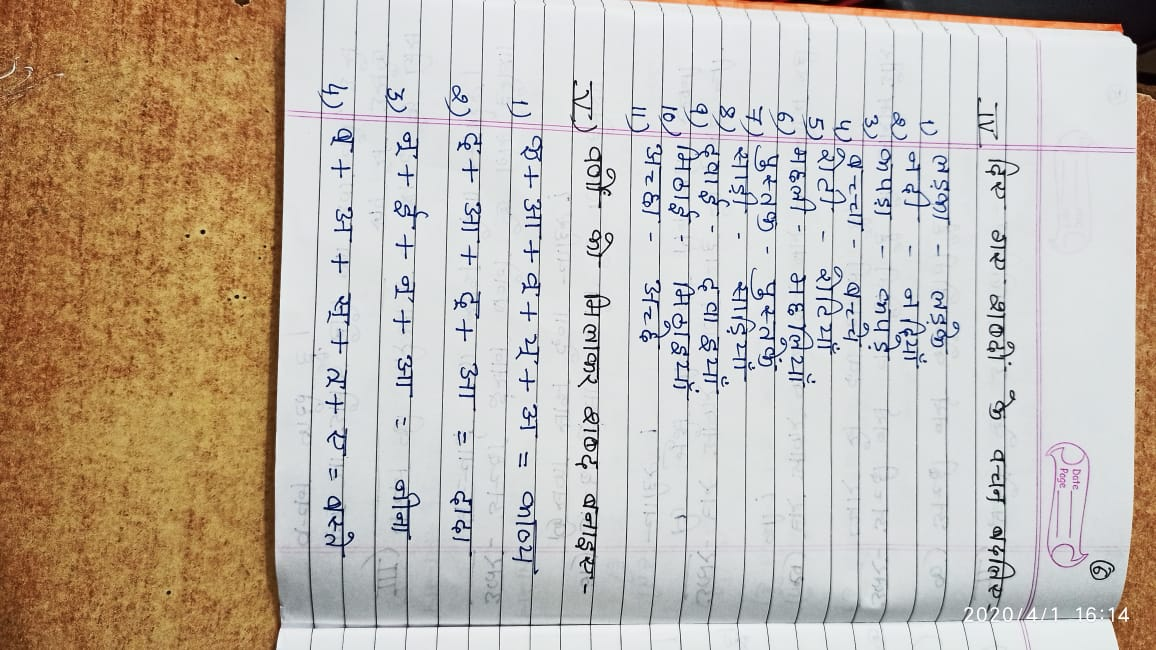 6
Date
Page
IV दिए गए शब्दों के वचन बदलिए-
1) लड़का - लड़के
2) नदी - नदियाँ
3) कपड़ा - कपड़े
4) बच्चा - बच्चे
5) रोटी - रोटियाँ
6) मछली - मछलियाँ
7) पुस्तक - पुस्तकें
8) साड़ी - साड़ियाँ
9) दवाई - दवाइयाँ
10) मिठाई - मिठाइयाँ
11) अच्छा - अच्छे
V) वर्णों को मिलाकर शब्द बनाइए-
1) क् + आ + व् + य् + अ = काव्य
2) द् + आ + द् + आ = दादा
3) न् + ई + न् + आ = नीना
4) ब + अ + स् + त + ए = बस्ते
2020/4/1 16:14